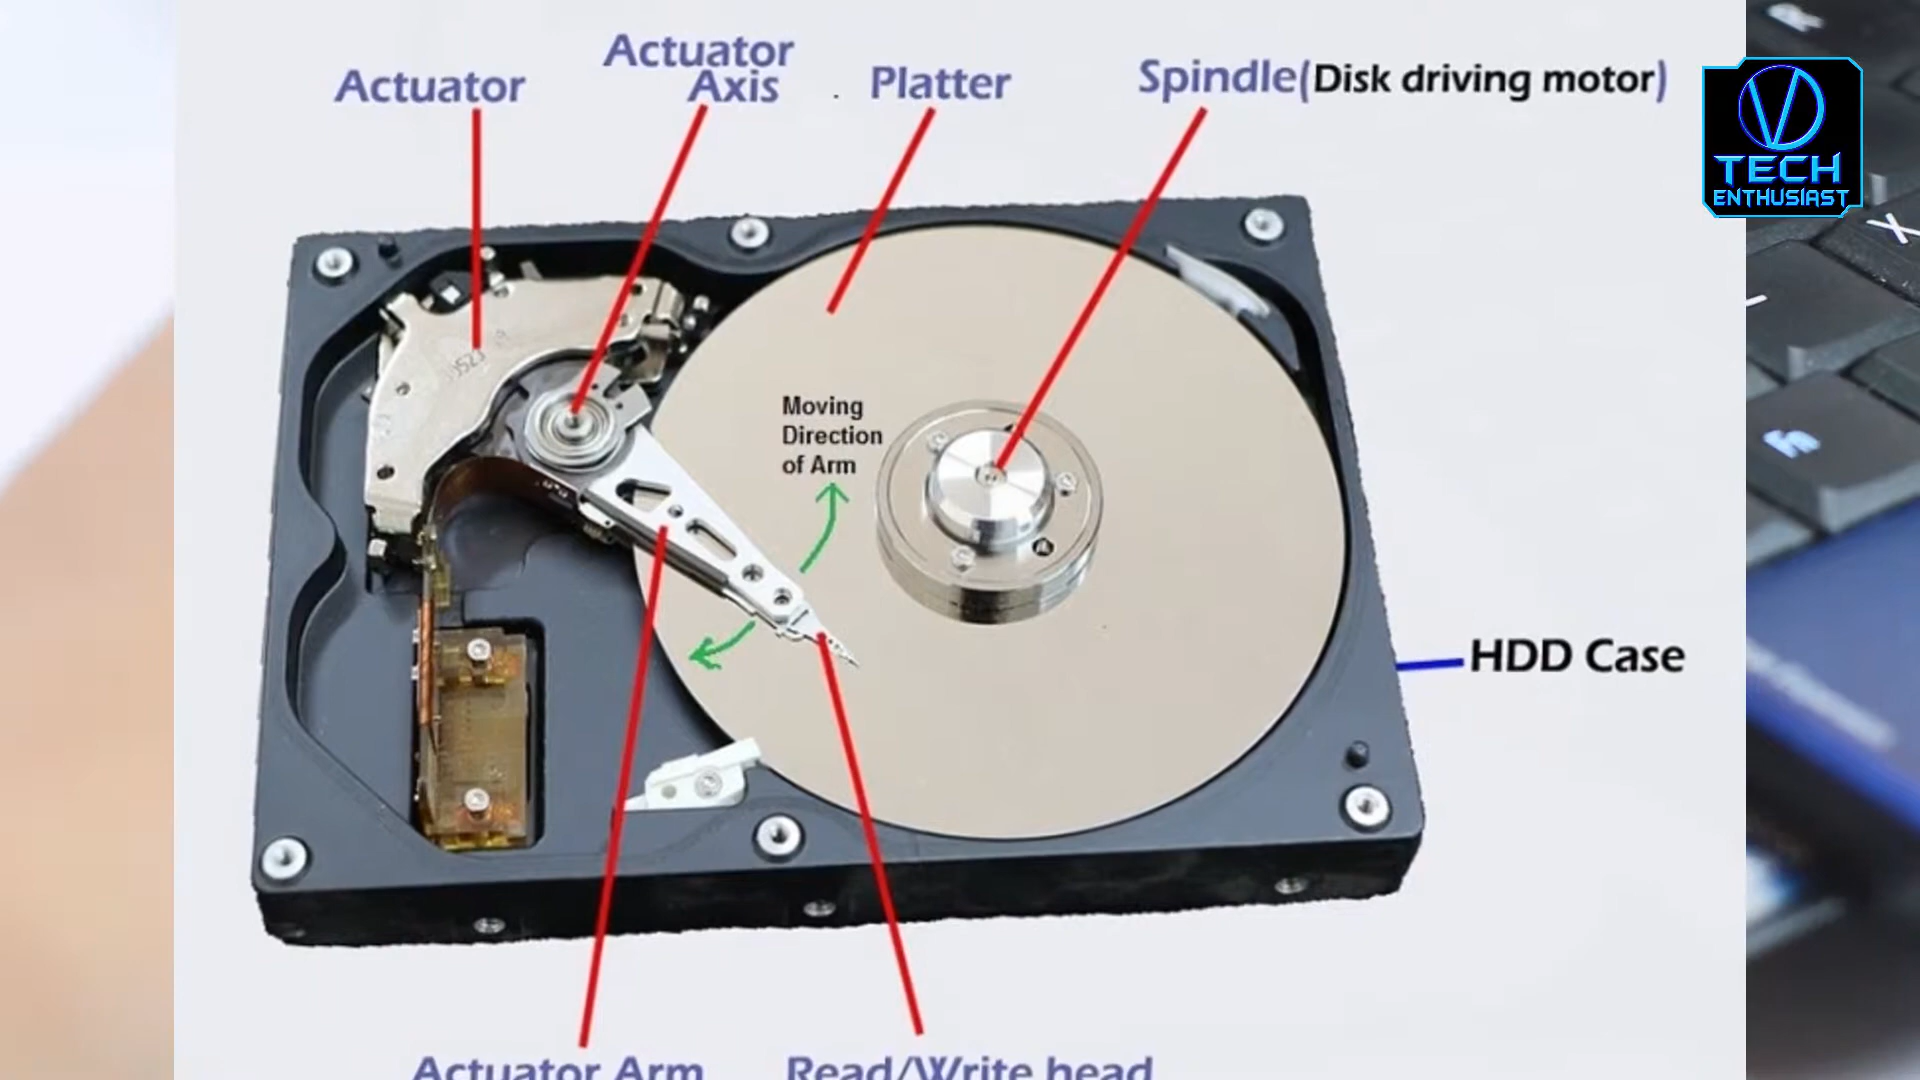 Actuator
Actuator
Axis
Platter
Spindle(Disk driving motor)
TECH
ENTHUSIAST
Moving
Direction
of Arm
HDD Case
Actuator Arm
Read/Write head
Fn